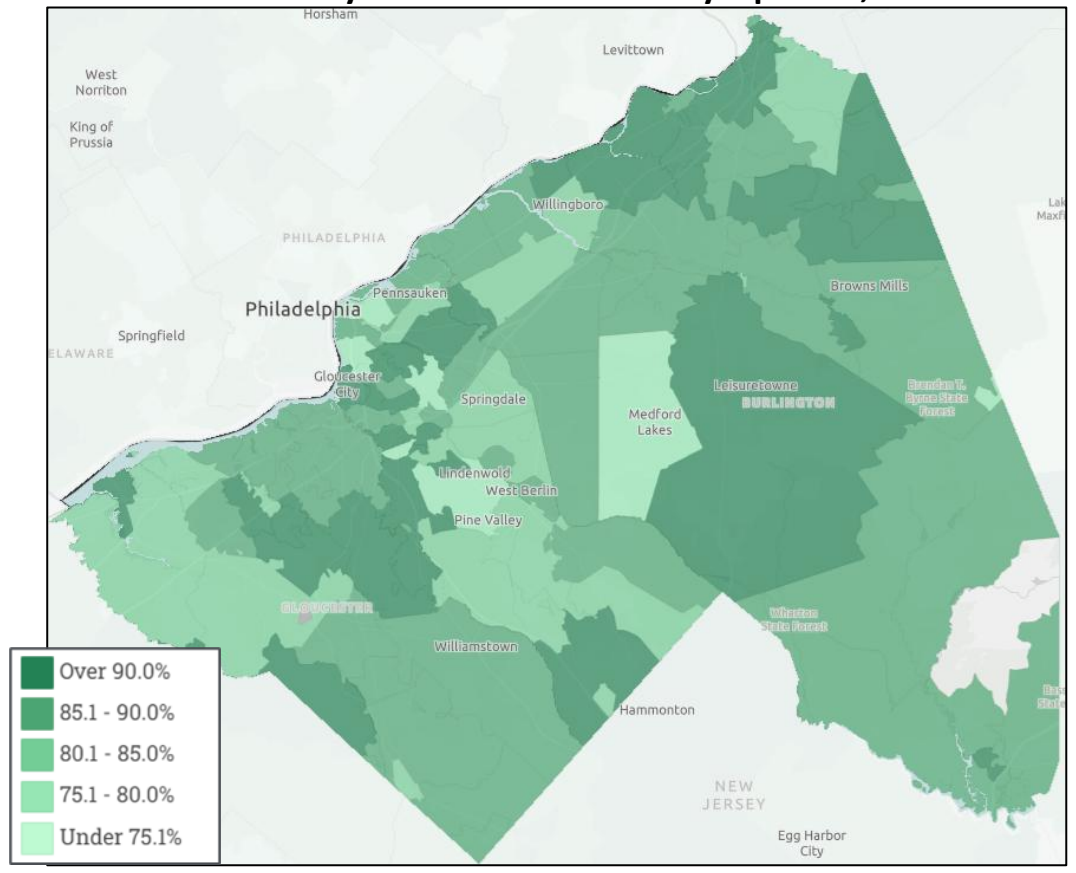 Horsham
Levittown
West
Norriton
King of
Prussia
Willingboro
PHILADELPHIA
Browns Mills
Pennsauken
Philadelphia
Springfield
ELAWARE
Gloucester
City
Leisuretowne
BURLINGTON
Brendan T.
Byrne State
Forest
Springdale
Medford
Lakes
Lindenwold
West Berlin
Pine Valley
GLOUCESTER
Wharton
State Forest
Williamstown
Hammonton
NEW
JERSEY
Egg Harbor
City
Over 90.0%
85.1 - 90.0%
80.1 - 85.0%
75.1 - 80.0%
Under 75.1%